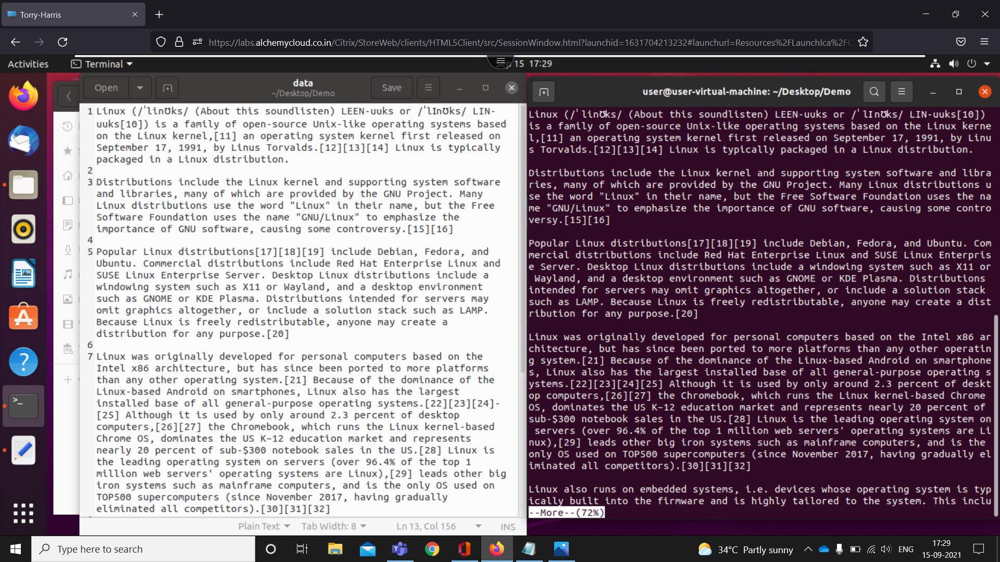 Torry-Harris
https://labs.alchemycloud.co.in/Citrix/StoreWeb/clients/HTML5Client/src/SessionWindow.html?launchid=1631704213232#launchurl=Resources%2FLaunchIca%2FC
Activities
Terminal
15 17:29
Open
data
~/Desktop/Demo
Save
1 Linux (/ˈlinʊks/ (About this soundlisten) LEEN-uuks or /ˈlɪnʊks/ LIN-
uuks[10]) is a family of open-source Unix-like operating systems based
on the Linux kernel,[11] an operating system kernel first released on
September 17, 1991, by Linus Torvalds.[12][13][14] Linux is typically
packaged in a Linux distribution.
2
3 Distributions include the Linux kernel and supporting system software
and libraries, many of which are provided by the GNU Project. Many
Linux distributions use the word "Linux" in their name, but the Free
Software Foundation uses the name "GNU/Linux" to emphasize the
importance of GNU software, causing some controversy.[15][16]
4
5 Popular Linux distributions[17][18][19] include Debian, Fedora, and
Ubuntu. Commercial distributions include Red Hat Enterprise Linux and
SUSE Linux Enterprise Server. Desktop Linux distributions include a
windowing system such as X11 or Wayland, and a desktop environment
such as GNOME or KDE Plasma. Distributions intended for servers may
omit graphics altogether, or include a solution stack such as LAMP.
Because Linux is freely redistributable, anyone may create a
distribution for any purpose.[20]
6
7 Linux was originally developed for personal computers based on the
Intel x86 architecture, but has since been ported to more platforms
than any other operating system.[21] Because of the dominance of the
Linux-based Android on smartphones, Linux also has the largest
installed base of all general-purpose operating systems.[22][23][24]-
[25] Although it is used by only around 2.3 percent of desktop
computers,[26][27] the Chromebook, which runs the Linux kernel-based
Chrome OS, dominates the US K–12 education market and represents
nearly 20 percent of sub-$300 notebook sales in the US.[28] Linux is
the leading operating system on servers (over 96.4% of the top 1
million web servers' operating systems are Linux),[29] leads other big
iron systems such as mainframe computers, and is the only OS used on
TOP500 supercomputers (since November 2017, having gradually
eliminated all competitors).[30][31][32]
Plain Text
Tab Width: 8
Ln 13, Col 156
INS
user@user-virtual-machine: ~/Desktop/Demo
Linux (/ˈlinʊks/ (About this soundlisten) LEEN-uuks or /ˈlɪnʊks/ LIN-uuks[10])
is a family of open-source Unix-like operating systems based on the Linux kerne
l,[11] an operating system kernel first released on September 17, 1991, by Linu
s Torvalds.[12][13][14] Linux is typically packaged in a Linux distribution.
Distributions include the Linux kernel and supporting system software and libra
ries, many of which are provided by the GNU Project. Many Linux distributions u
se the word "Linux" in their name, but the Free Software Foundation uses the na
me "GNU/Linux" to emphasize the importance of GNU software, causing some contro
versy.[15][16]
Popular Linux distributions[17][18][19] include Debian, Fedora, and Ubuntu. Com
mercial distributions include Red Hat Enterprise Linux and SUSE Linux Enterpris
e Server. Desktop Linux distributions include a windowing system such as X11 or
Wayland, and a desktop environment such as GNOME or KDE Plasma. Distributions
intended for servers may omit graphics altogether, or include a solution stack
such as LAMP. Because Linux is freely redistributable, anyone may create a dist
ribution for any purpose.[20]
Linux was originally developed for personal computers based on the Intel x86 ar
chitecture, but has since been ported to more platforms than any other operatin
g system.[21] Because of the dominance of the Linux-based Android on smartphone
s, Linux also has the largest installed base of all general-purpose operating s
ystems.[22][23][24][25] Although it is used by only around 2.3 percent of deskt
op computers,[26][27] the Chromebook, which runs the Linux kernel-based Chrome
OS, dominates the US K–12 education market and represents nearly 20 percent of
sub-$300 notebook sales in the US.[28] Linux is the leading operating system on
servers (over 96.4% of the top 1 million web servers' operating systems are Li
nux),[29] leads other big iron systems such as mainframe computers, and is the
only OS used on TOP500 supercomputers (since November 2017, having gradually el
iminated all competitors).[30][31][32]
Linux also runs on embedded systems, i.e. devices whose operating system is typ
ically built into the firmware and is highly tailored to the system. This inclu
--More--(72%)
Type here to search
34°C Partly sunny
ENG
17:29
15-09-2021